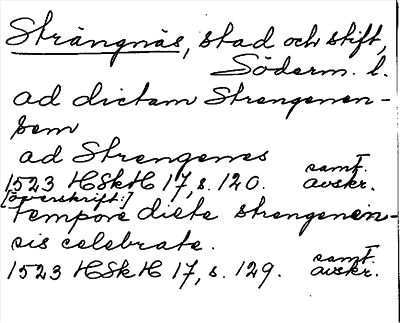 Strängnäs, stad och stift,
Söderm. l.
ad dictam Strengenen-
sem
ad Strengenes
1523 HSkH 17, s. 120. samt. avskr.
[överskrift:]
Tempore diete strengenen-
sis celebrate.
1523 HSkH 17, s. 129. samt. avskr.